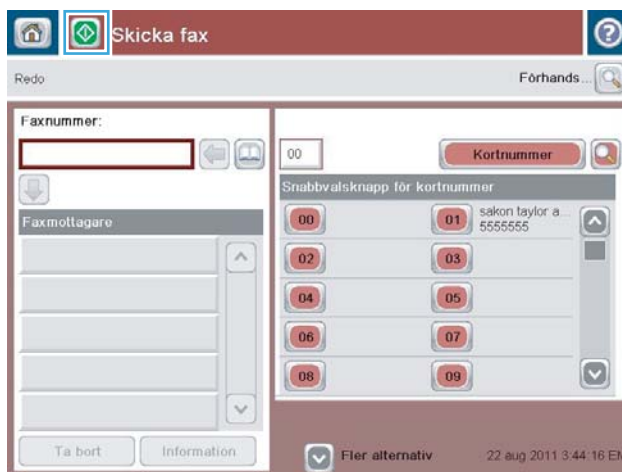 Skicka fax
Redo
Förhands...
Faxnummer:
00
Kortnummer
Snabbvalsknapp för kortnummer
Faxmottagare
00
01
sakon taylor a...
5555555
02
03
04
05
06
07
08
09
Ta bort
Information
Fler alternativ
22 aug 2011 3:44:16 EM